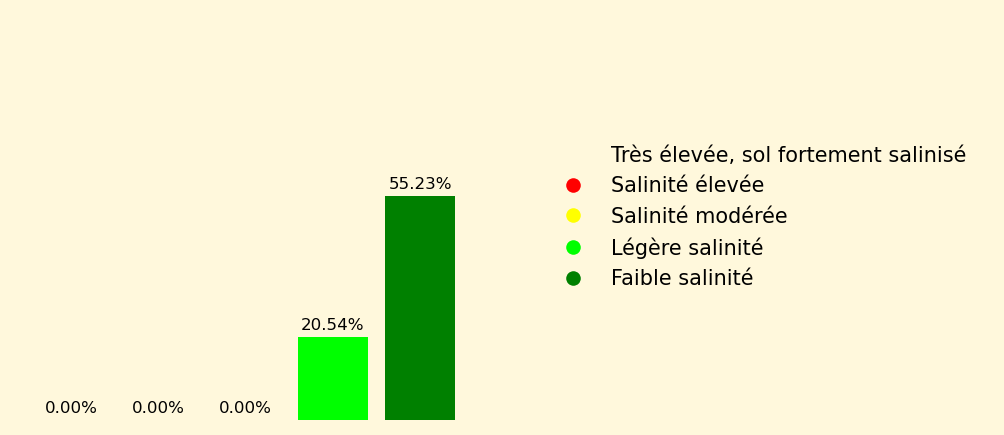 55.23%
20.54%
0.00% 0.00% 0.00%
Très élevée, sol fortement salinisé
Salinité élevée
Salinité modérée
Légère salinité
Faible salinité